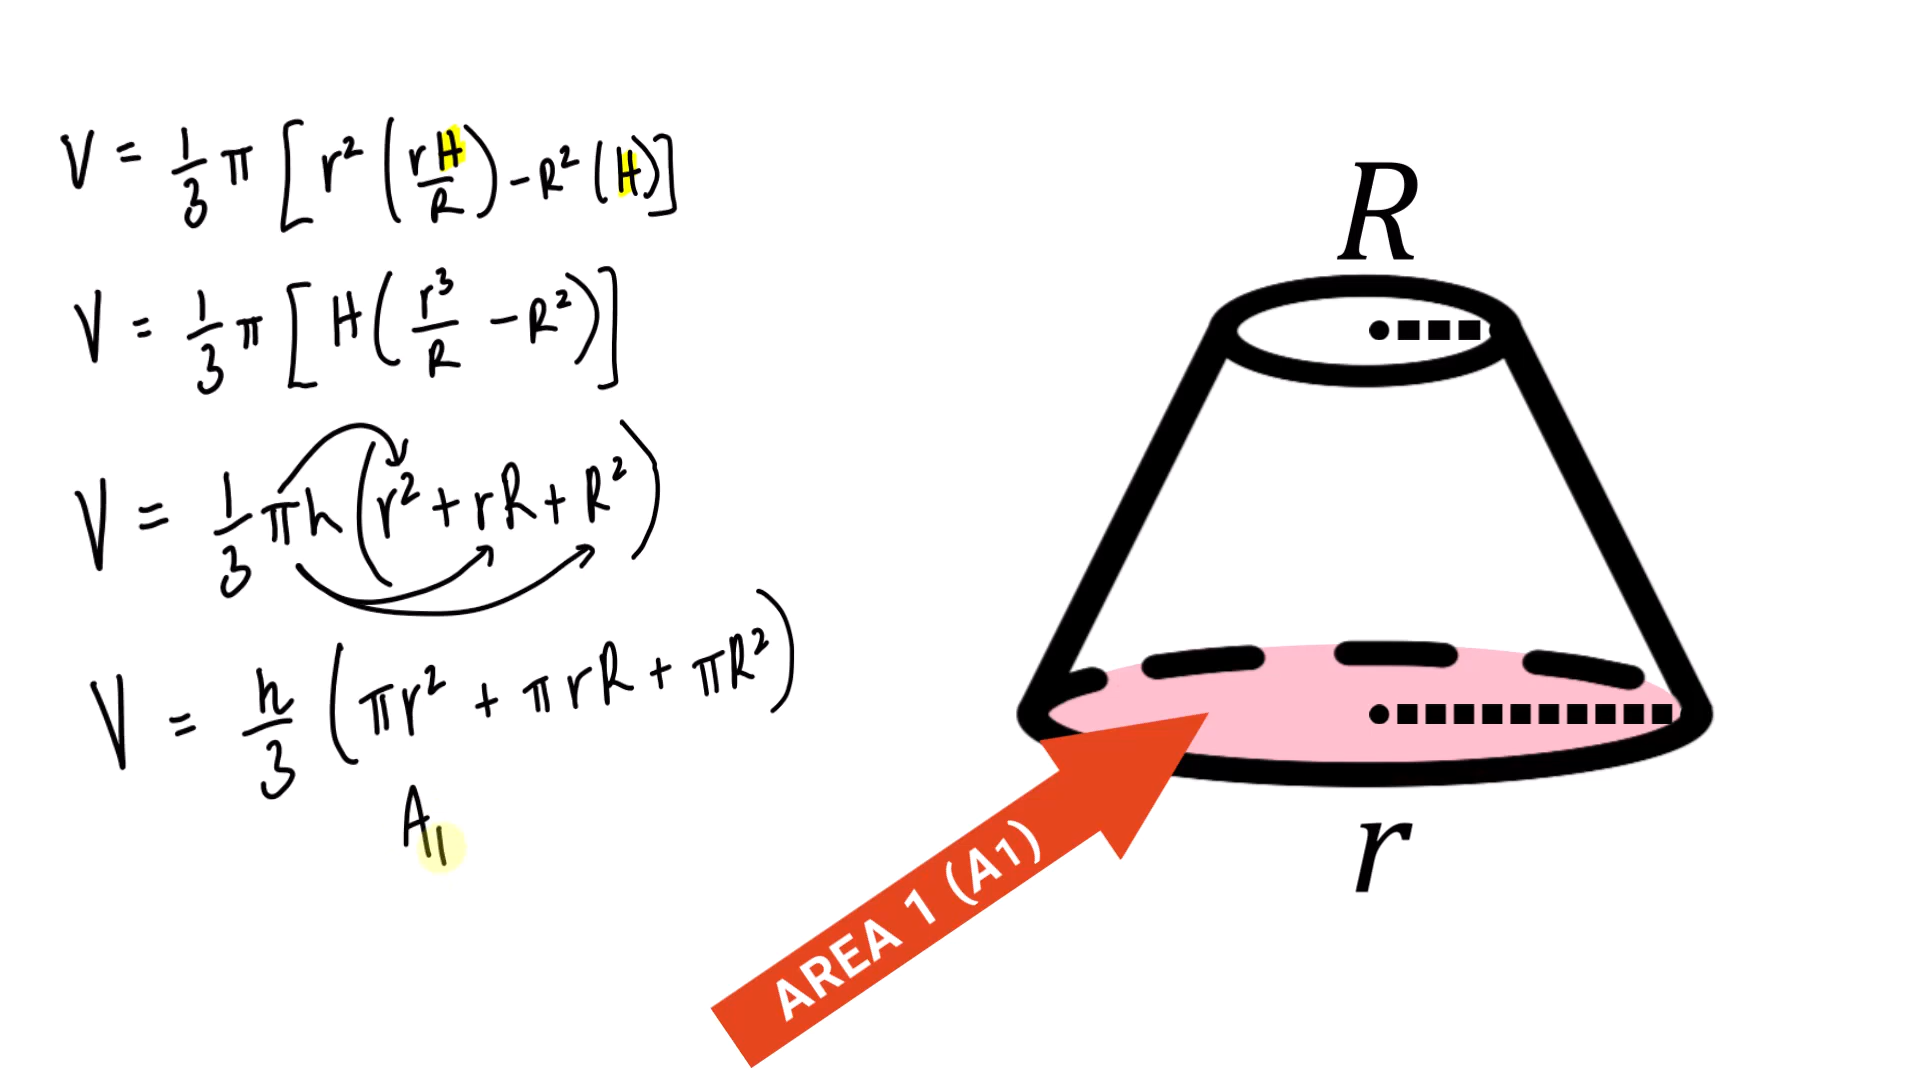 V = 1/3 π [ r² ( rH/R ) - R² (H) ]
V = 1/3 π [ H ( r³/R - R² ) ]
V = 1/3 πh ( r² + rR + R² )
V = h/3 ( πr² + πrR + πR² )
A₁
R
r
AREA 1 (A1)